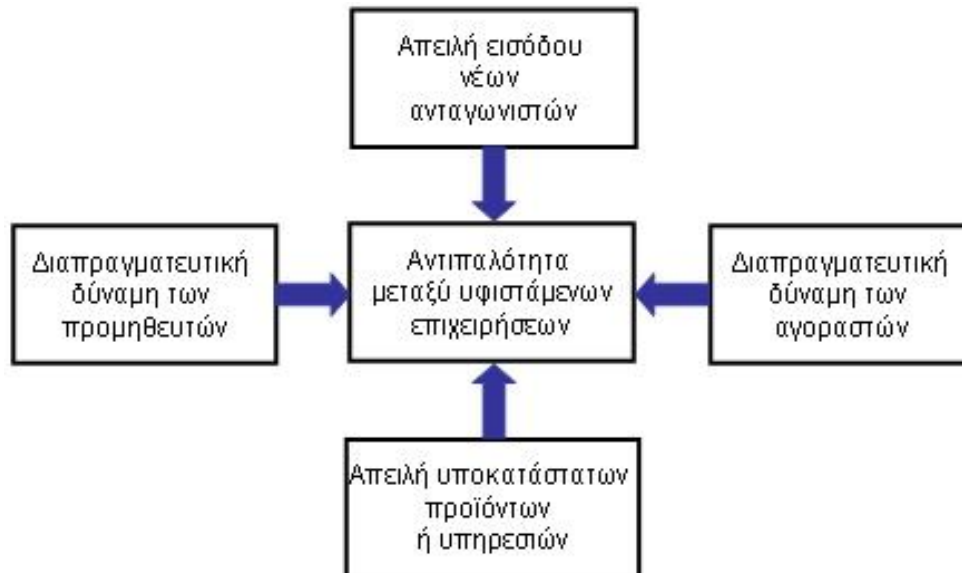 Απειλή εισόδου
νέων
ανταγωνιστών
Διαπραγματευτική
δύναμη των
προμηθευτών
Αντιπαλότητα
μεταξύ υφιστάμενων
επιχειρήσεων
Διαπραγματευτική
δύναμη των
αγοραστών
Απειλή υποκατάστατων
προϊόντων
ή υπηρεσιών